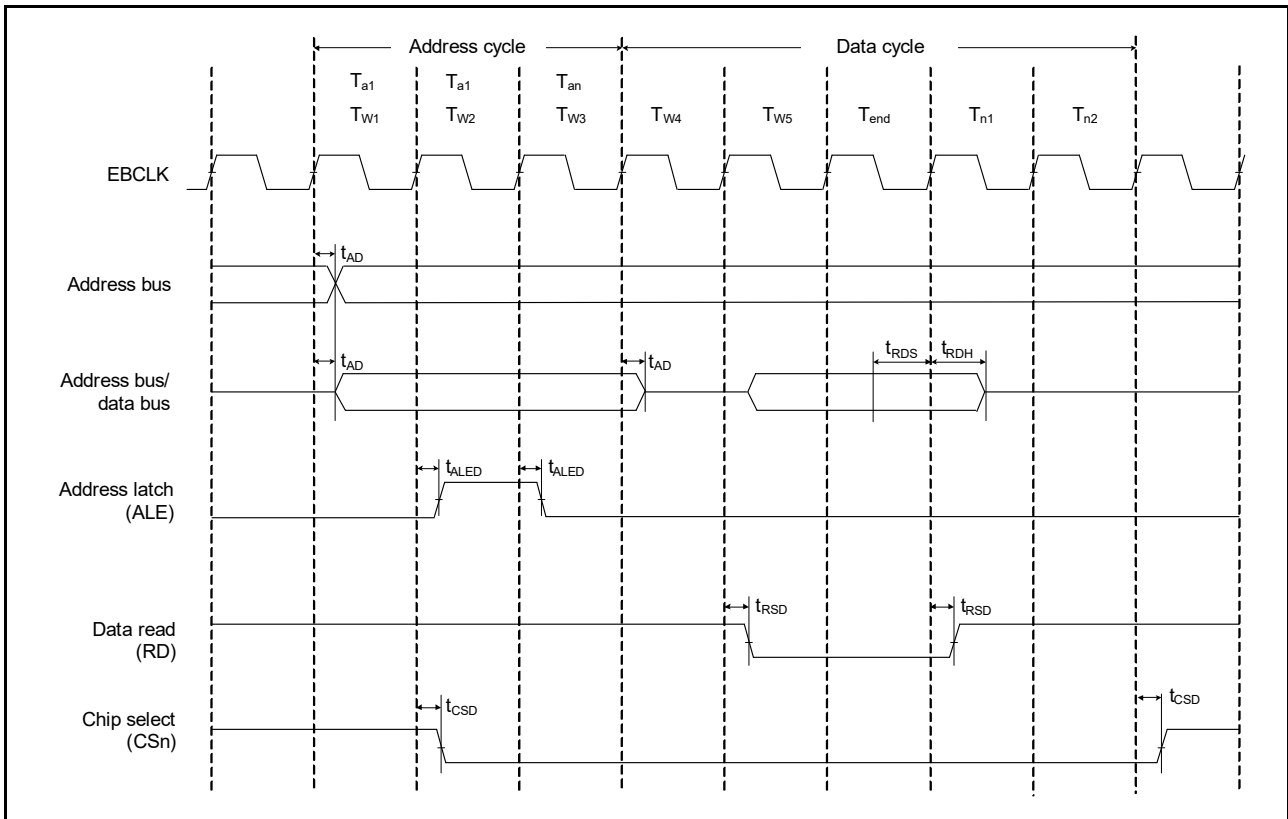 Address cycle Data cycle
Ta1 Ta1 Tan
TW1 TW2 TW3 TW4 TW5 Tend Tn1 Tn2
EBCLK
tAD
Address bus
tAD tAD tRDS tRDH
Address bus/
data bus
tALED tALED
Address latch
(ALE)
tRSD tRSD
Data read
(RD)
tCSD tCSD
Chip select
(CSn)